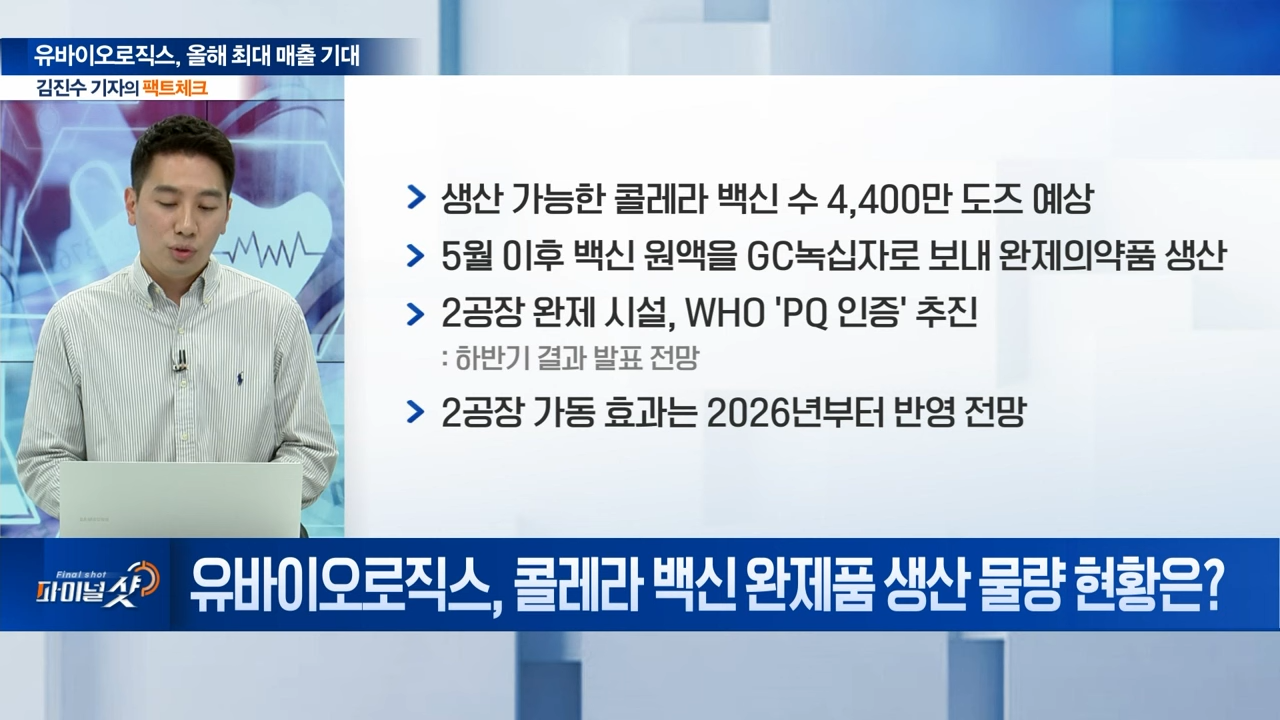 유바이오로직스, 올해 최대 매출 기대
김진수 기자의 팩트체크
> 생산 가능한 콜레라 백신 수 4,400만 도즈 예상
> 5월 이후 백신 원액을 GC녹십자로 보내 완제의약품 생산
> 2공장 완제 시설, WHO 'PQ 인증' 추진
: 하반기 결과 발표 전망
> 2공장 가동 효과는 2026년부터 반영 전망
SAMSUNG
Final shot
파이널샷
유바이오로직스, 콜레라 백신 완제품 생산 물량 현황은?